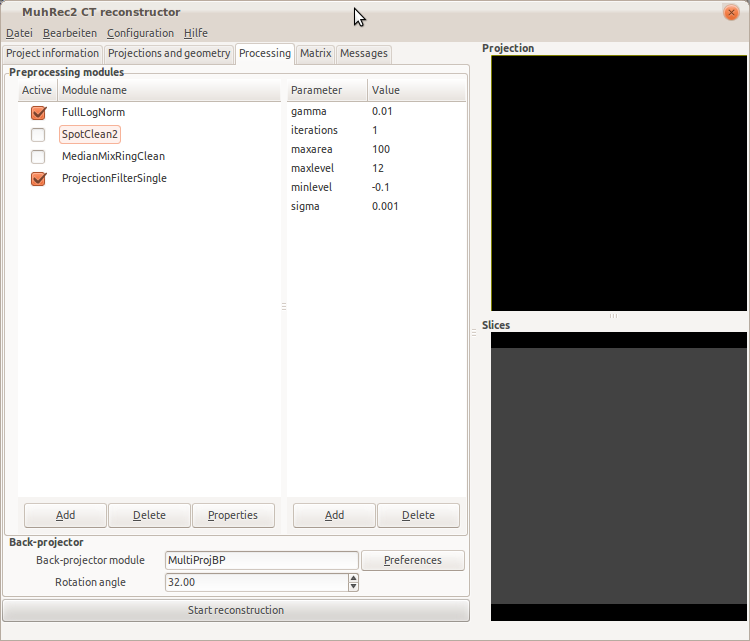 MuhRec2 CT reconstructor
Datei Bearbeiten Configuration Hilfe
Project information Projections and geometry Processing Matrix Messages
Projection
Preprocessing modules
Active Module name Parameter Value
FullLogNorm gamma 0.01
SpotClean2 iterations 1
MedianMixRingClean maxarea 100
ProjectionFilterSingle maxlevel 12
minlevel -0.1
sigma 0.001
Slices
Add Delete Properties Add Delete
Back-projector
Back-projector module MultiProjBP Preferences
Rotation angle 32.00
Start reconstruction